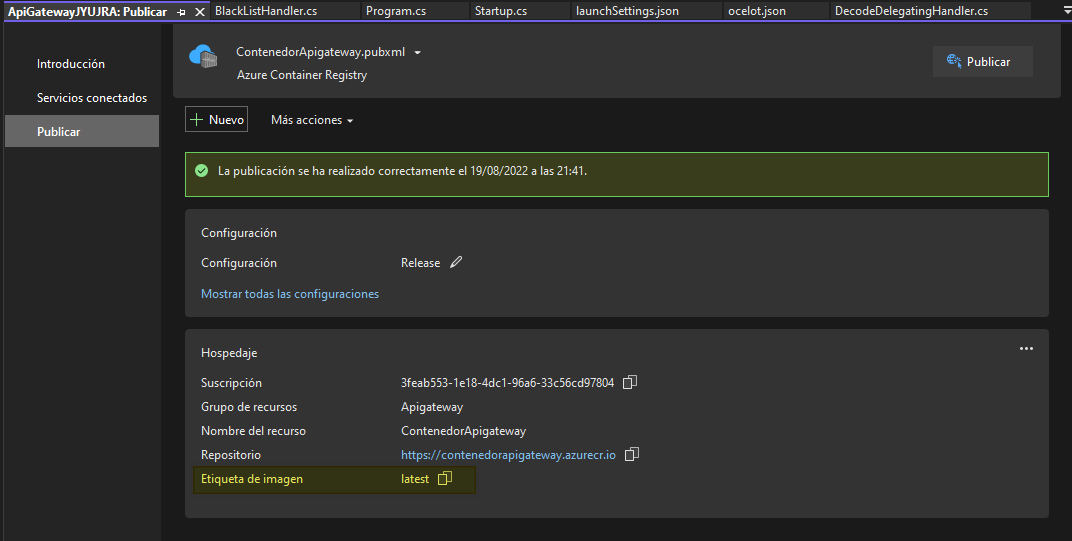 ApiGatewayJYUJRA: Publicar BlackListHandler.cs Program.cs Startup.cs launchSettings.json ocelot.json DecodeDelegatingHandler.cs
Introducción
Servicios conectados
Publicar
ContenedorApigateway.pubxml
Azure Container Registry
Publicar
Nuevo Más acciones
La publicación se ha realizado correctamente el 19/08/2022 a las 21:41.
Configuración
Configuración Release
Mostrar todas las configuraciones
Hospedaje
Suscripción 3feab553-1e18-4dc1-96a6-33c56cd97804
Grupo de recursos Apigateway
Nombre del recurso ContenedorApigateway
Repositorio https://contenedorapigateway.azurecr.io
Etiqueta de imagen latest